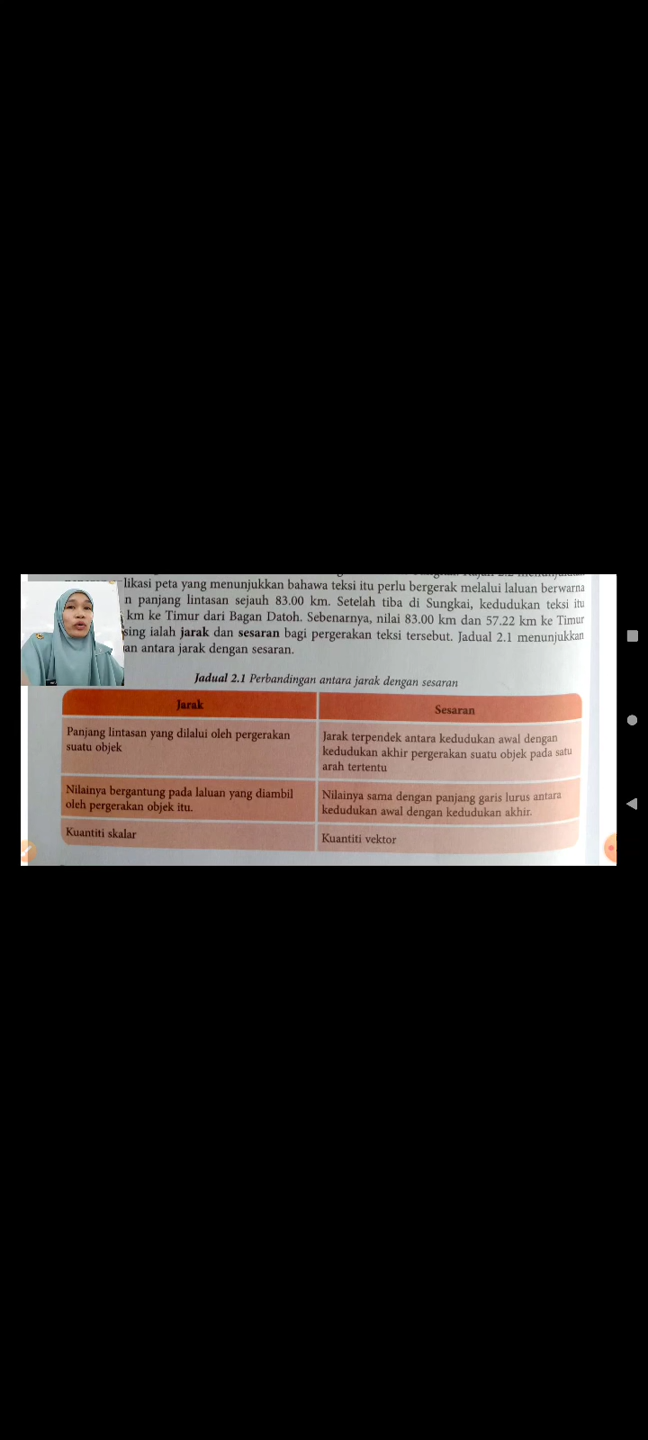 likasi peta yang menunjukkan bahawa teksi itu perlu bergerak melalui laluan berwarna
n panjang lintasan sejauh 83.00 km. Setelah tiba di Sungkai, kedudukan teksi itu
km ke Timur dari Bagan Datoh. Sebenarnya, nilai 83.00 km dan 57.22 km ke Timur
sing ialah jarak dan sesaran bagi pergerakan teksi tersebut. Jadual 2.1 menunjukkan
an antara jarak dengan sesaran.
Jadual 2.1 Perbandingan antara jarak dengan sesaran
Jarak
Sesaran
Panjang lintasan yang dilalui oleh pergerakan
suatu objek
Jarak terpendek antara kedudukan awal dengan
kedudukan akhir pergerakan suatu objek pada satu
arah tertentu
Nilainya bergantung pada laluan yang diambil
oleh pergerakan objek itu.
Nilainya sama dengan panjang garis lurus antara
kedudukan awal dengan kedudukan akhir.
Kuantiti skalar
Kuantiti vektor